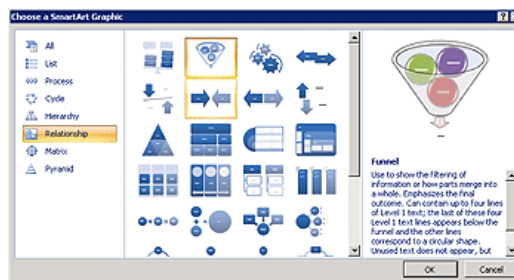 Choose a SmartArt Graphic
All
List
Process
Cycle
Hierarchy
Relationship
Matrix
Pyramid
Funnel
Use to show the filtering of
information or how parts merge into
a whole. Emphasizes the final
outcome. Can contain up to four lines
of Level 1 text; the last of these four
Level 1 text lines appears below the
funnel and the other lines
correspond to a circular shape.
Unused text does not appear, but
OK
Cancel